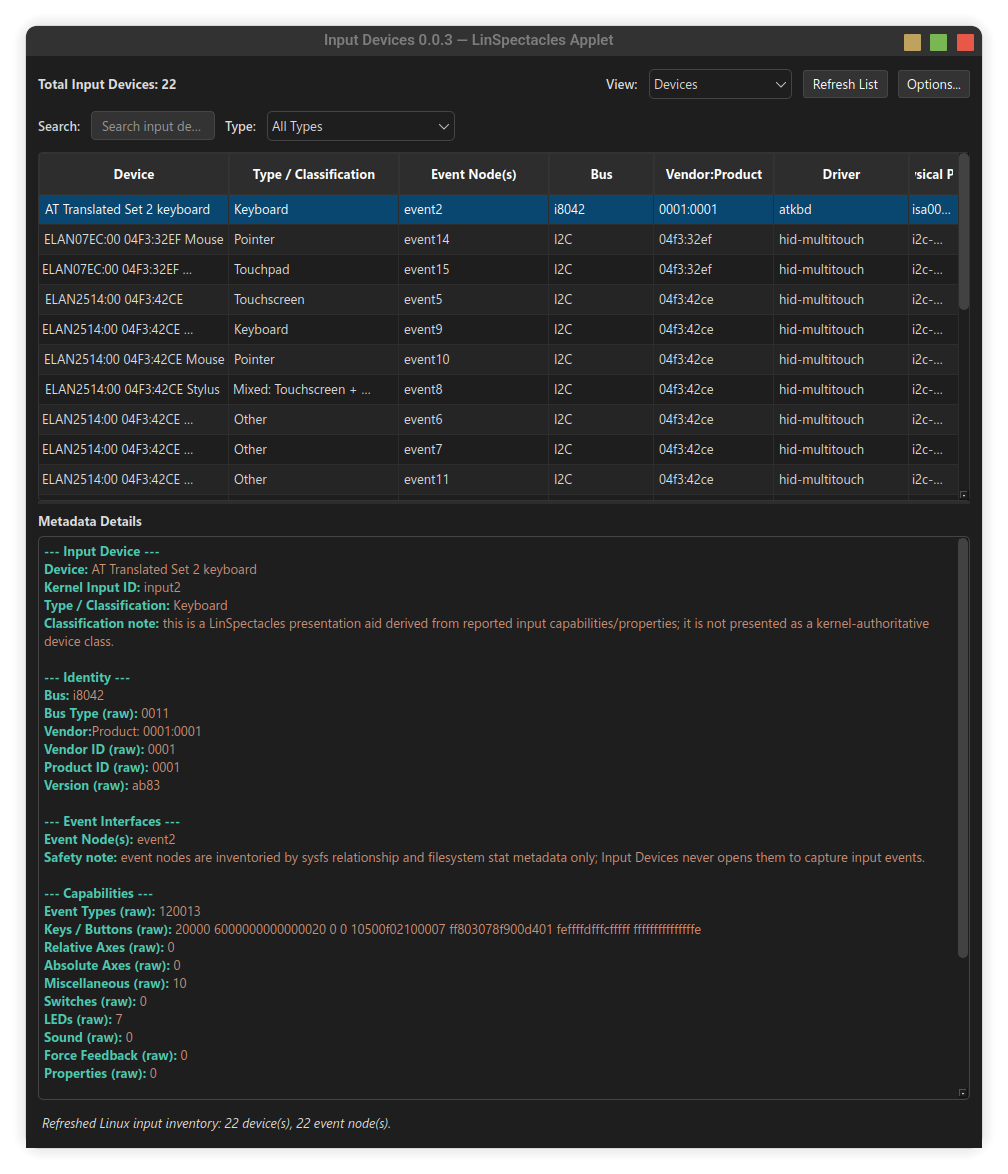 Input Devices 0.0.3 — LinSpectacles Applet
Total Input Devices: 22 View: Devices Refresh List Options...
Search: Search input de... Type: All Types
Device Type / Classification Event Node(s) Bus Vendor:Product Driver sical P
AT Translated Set 2 keyboard Keyboard event2 i8042 0001:0001 atkbd isa00...
ELAN07EC:00 04F3:32EF Mouse Pointer event14 I2C 04f3:32ef hid-multitouch i2c-...
ELAN07EC:00 04F3:32EF ... Touchpad event15 I2C 04f3:32ef hid-multitouch i2c-...
ELAN2514:00 04F3:42CE Touchscreen event5 I2C 04f3:42ce hid-multitouch i2c-...
ELAN2514:00 04F3:42CE ... Keyboard event9 I2C 04f3:42ce hid-multitouch i2c-...
ELAN2514:00 04F3:42CE Mouse Pointer event10 I2C 04f3:42ce hid-multitouch i2c-...
ELAN2514:00 04F3:42CE Stylus Mixed: Touchscreen + ... event8 I2C 04f3:42ce hid-multitouch i2c-...
ELAN2514:00 04F3:42CE ... Other event6 I2C 04f3:42ce hid-multitouch i2c-...
ELAN2514:00 04F3:42CE ... Other event7 I2C 04f3:42ce hid-multitouch i2c-...
ELAN2514:00 04F3:42CE ... Other event11 I2C 04f3:42ce hid-multitouch i2c-...
Metadata Details
--- Input Device ---
Device: AT Translated Set 2 keyboard
Kernel Input ID: input2
Type / Classification: Keyboard
Classification note: this is a LinSpectacles presentation aid derived from reported input capabilities/properties; it is not presented as a kernel-authoritative
device class.
--- Identity ---
Bus: i8042
Bus Type (raw): 0011
Vendor:Product: 0001:0001
Vendor ID (raw): 0001
Product ID (raw): 0001
Version (raw): ab83
--- Event Interfaces ---
Event Node(s): event2
Safety note: event nodes are inventoried by sysfs relationship and filesystem stat metadata only; Input Devices never opens them to capture input events.
--- Capabilities ---
Event Types (raw): 120013
Keys / Buttons (raw): 20000 6000000000000020 0 0 10500f02100007 ff803078f900d401 feffffdfffcfffff fffffffffffffffe
Relative Axes (raw): 0
Absolute Axes (raw): 0
Miscellaneous (raw): 10
Switches (raw): 0
LEDs (raw): 7
Sound (raw): 0
Force Feedback (raw): 0
Properties (raw): 0
Refreshed Linux input inventory: 22 device(s), 22 event node(s).